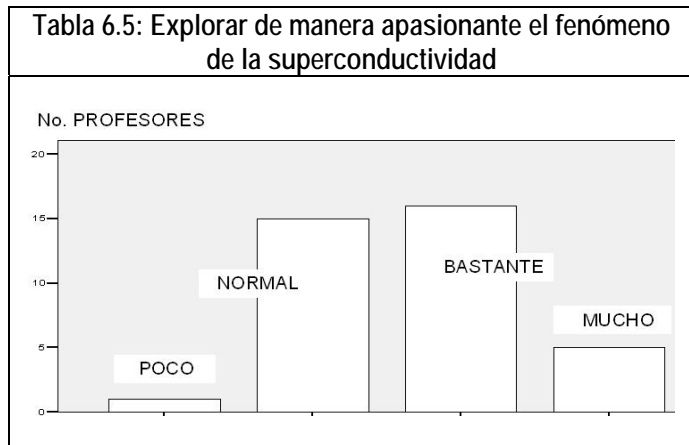 Tabla 6.5: Explorar de manera apasionante el fenómeno
de la superconductividad
No. PROFESORES
20
15
10
5
0
POCO
NORMAL
BASTANTE
MUCHO